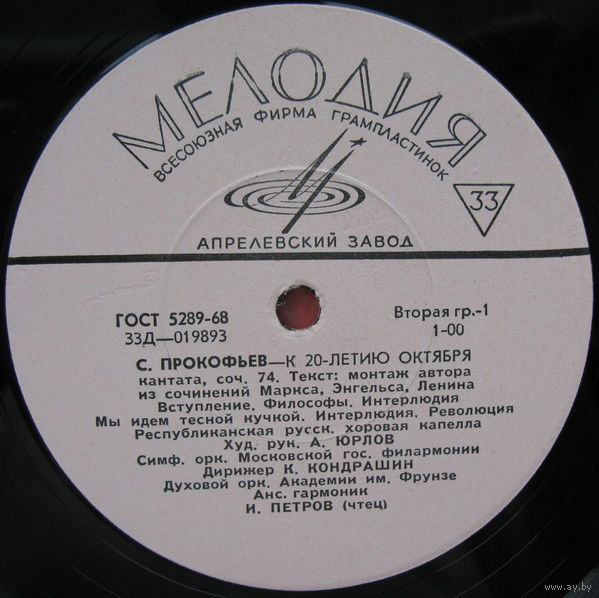 МЕЛОДИЯ
ВСЕСОЮЗНАЯ ФИРМА ГРАМПЛАСТИНОК
33
АПРЕЛЕВСКИЙ ЗАВОД
ГОСТ 5289-68
Вторая гр.-1
33Д—019893
1-00
С. ПРОКОФЬЕВ—К 20-ЛЕТИЮ ОКТЯБРЯ
кантата, соч. 74. Текст: монтаж автора
из сочинений Маркса, Энгельса, Ленина
Вступление. Философы. Интерлюдия
Мы идем тесной кучкой. Интерлюдия. Революция
Республиканская русск. хоровая капелла
Худ. рук. А. ЮРЛОВ
Симф. орк. Московской гос. филармонии
Дирижер К. КОНДРАШИН
Духовой орк. Академии им. Фрунзе
Анс. гармоник
И. ПЕТРОВ (чтец)
www.ay.by